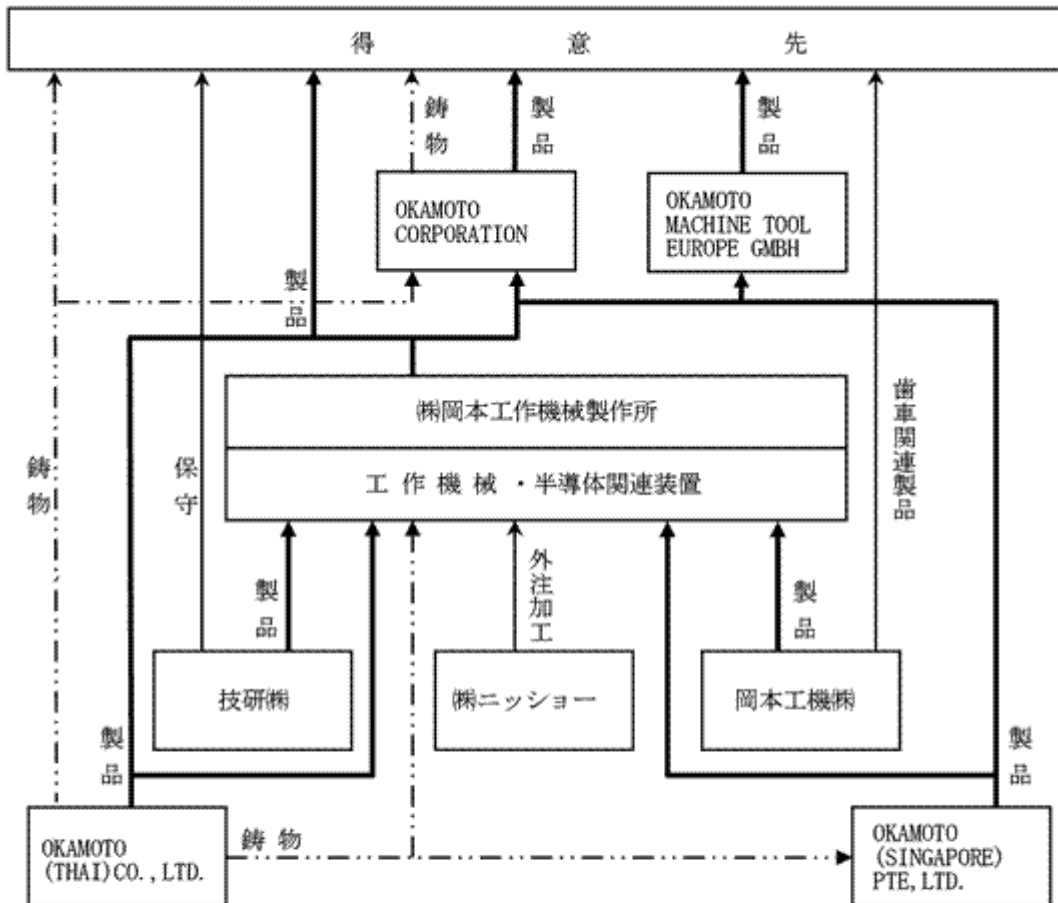 得意先
鋳物
製品
製品
OKAMOTO
CORPORATION
OKAMOTO
MACHINE TOOL
EUROPE GMBH
製品
㈱岡本工作機械製作所
工作機械・半導体関連装置
鋳物
保守
歯車関連製品
製品
外注加工
製品
技研㈱
㈱ニッショー
岡本工機㈱
製品
製品
OKAMOTO
(THAI)CO.,LTD.
鋳物
OKAMOTO
(SINGAPORE)
PTE,LTD.